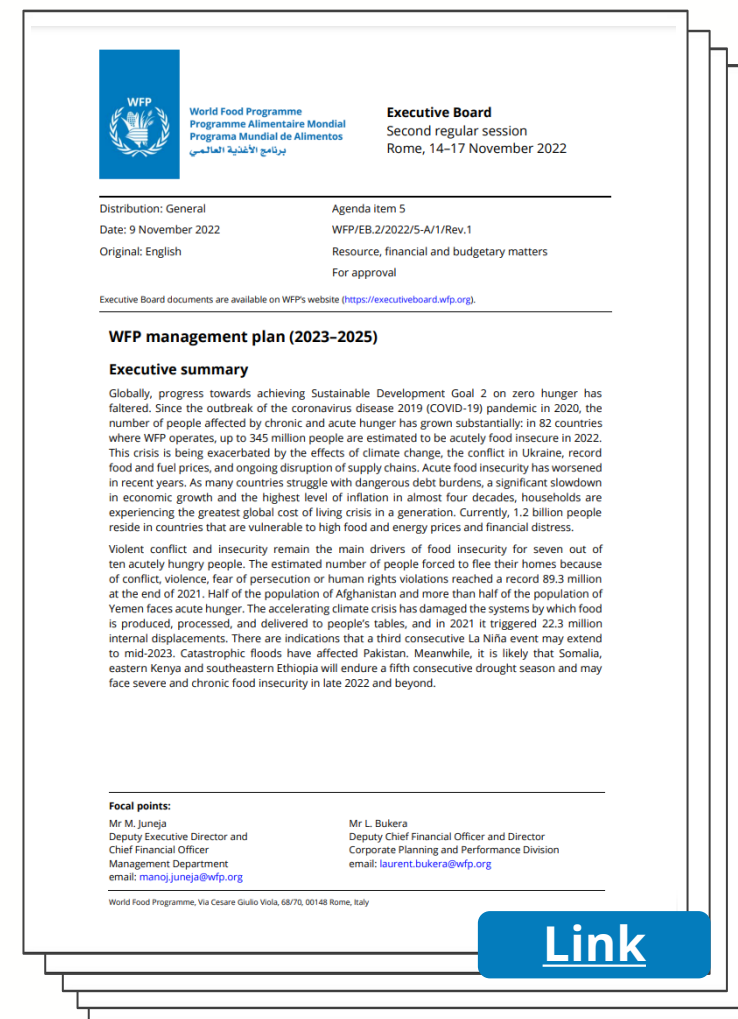 WFP
World Food Programme
Programme Alimentaire Mondial
Programa Mundial de Alimentos
برنامج الأغذية العالمي
Executive Board
Second regular session
Rome, 14–17 November 2022
Distribution: General
Agenda item 5
Date: 9 November 2022
WFP/EB.2/2022/5-A/1/Rev.1
Original: English
Resource, financial and budgetary matters
For approval
Executive Board documents are available on WFP's website (https://executiveboard.wfp.org).
WFP management plan (2023–2025)
Executive summary
Globally, progress towards achieving Sustainable Development Goal 2 on zero hunger has
faltered. Since the outbreak of the coronavirus disease 2019 (COVID-19) pandemic in 2020, the
number of people affected by chronic and acute hunger has grown substantially: in 82 countries
where WFP operates, up to 345 million people are estimated to be acutely food insecure in 2022.
This crisis is being exacerbated by the effects of climate change, the conflict in Ukraine, record
food and fuel prices, and ongoing disruption of supply chains. Acute food insecurity has worsened
in recent years. As many countries struggle with dangerous debt burdens, a significant slowdown
in economic growth and the highest level of inflation in almost four decades, households are
experiencing the greatest global cost of living crisis in a generation. Currently, 1.2 billion people
reside in countries that are vulnerable to high food and energy prices and financial distress.
Violent conflict and insecurity remain the main drivers of food insecurity for seven out of
ten acutely hungry people. The estimated number of people forced to flee their homes because
of conflict, violence, fear of persecution or human rights violations reached a record 89.3 million
at the end of 2021. Half of the population of Afghanistan and more than half of the population of
Yemen faces acute hunger. The accelerating climate crisis has damaged the systems by which food
is produced, processed, and delivered to people's tables, and in 2021 it triggered 22.3 million
internal displacements. There are indications that a third consecutive La Niña event may extend
to mid-2023. Catastrophic floods have affected Pakistan. Meanwhile, it is likely that Somalia,
eastern Kenya and southeastern Ethiopia will endure a fifth consecutive drought season and may
face severe and chronic food insecurity in late 2022 and beyond.
Focal points:
Mr M. Juneja
Deputy Executive Director and
Chief Financial Officer
Management Department
email: manoj.juneja@wfp.org
Mr L. Bukera
Deputy Chief Financial Officer and Director
Corporate Planning and Performance Division
email: laurent.bukera@wfp.org
World Food Programme, Via Cesare Giulio Viola, 68/70, 00148 Rome, Italy
Link